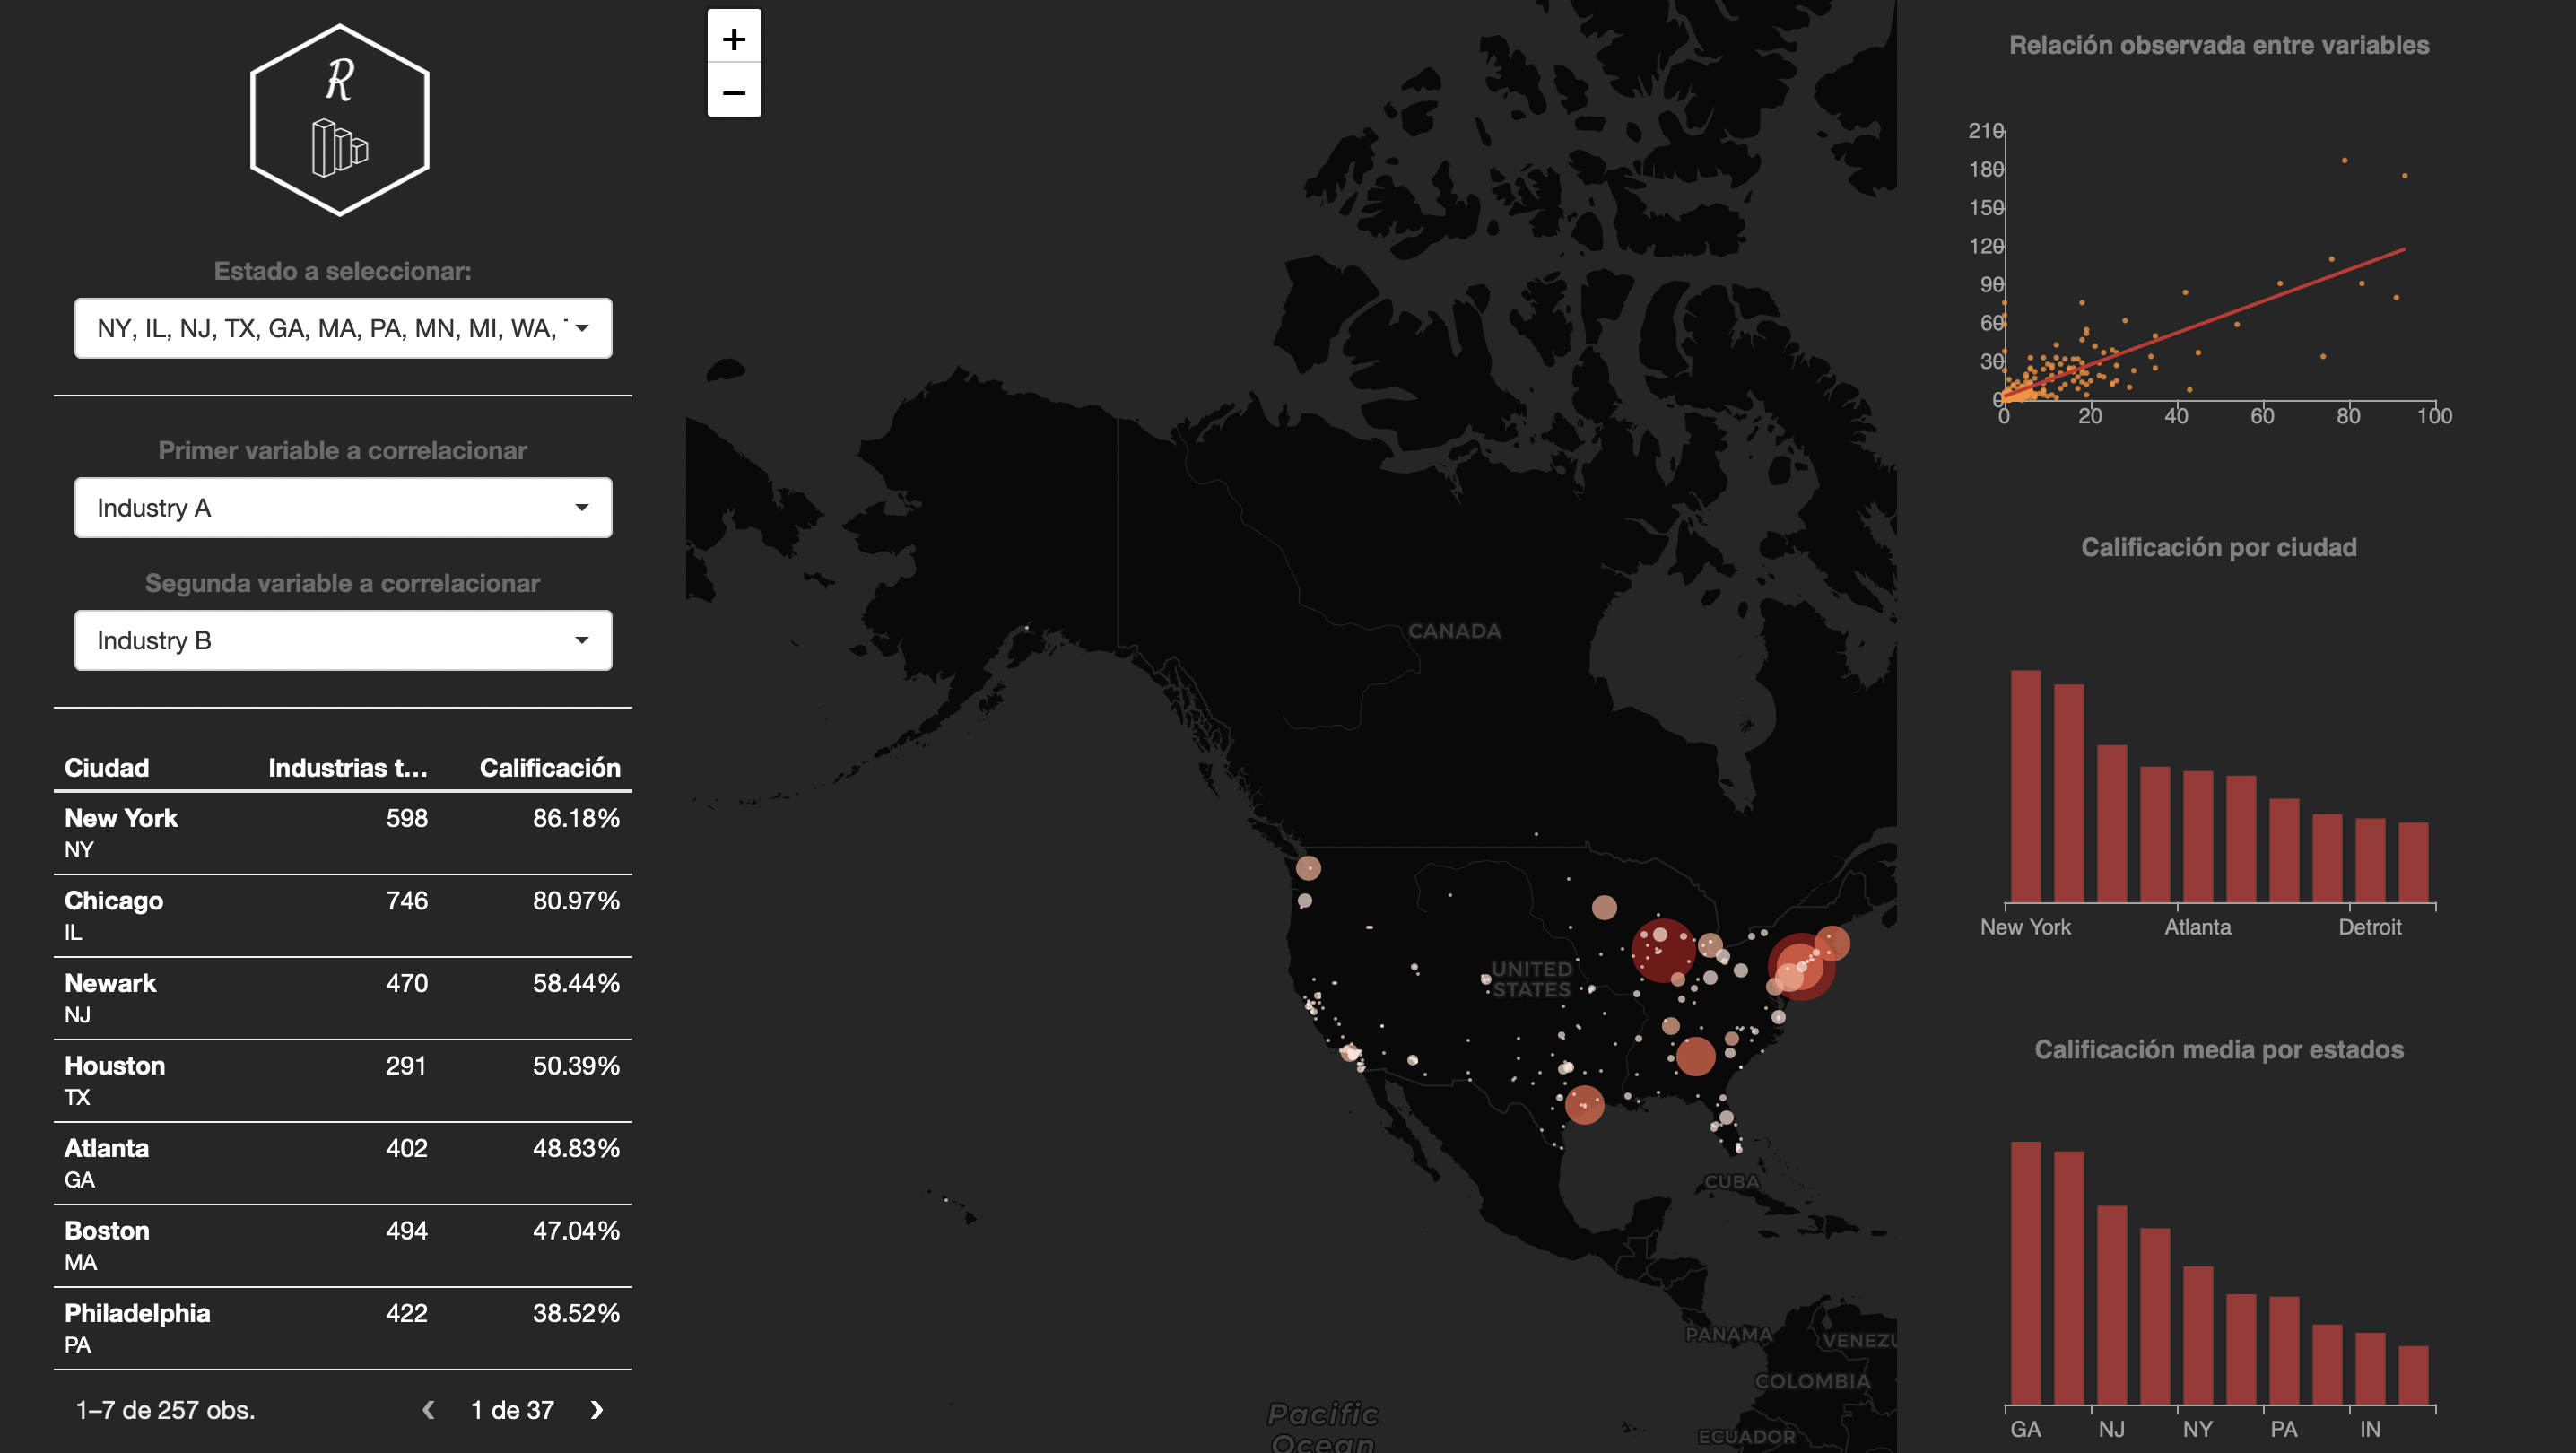 R
Estado a seleccionar:
NY, IL, NJ, TX, GA, MA, PA, MN, MI, WA,
Primer variable a correlacionar
Industry A
Segunda variable a correlacionar
Industry B
Ciudad Industrias t... Calificación
New York 598 86.18%
NY
Chicago 746 80.97%
IL
Newark 470 58.44%
NJ
Houston 291 50.39%
TX
Atlanta 402 48.83%
GA
Boston 494 47.04%
MA
Philadelphia 422 38.52%
PA
1–7 de 257 obs. ‹ 1 de 37 ›
+
−
CANADA
UNITED
STATES
CUBA
PANAMA
VENEZU
COLOMBIA
ECUADOR
Pacific
Ocean
Relación observada entre variables
210
180
150
120
90
60
30
0
0 20 40 60 80 100
Calificación por ciudad
New York Atlanta Detroit
Calificación media por estados
GA NJ NY PA IN